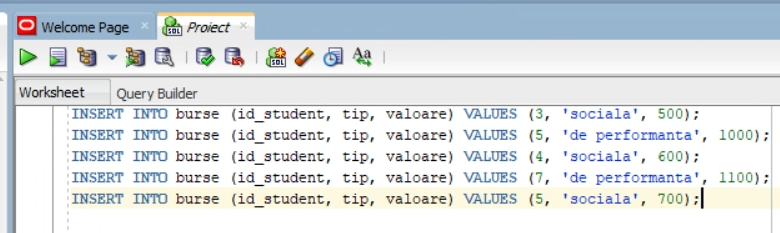 Welcome Page Proiect
Worksheet Query Builder
INSERT INTO burse (id_student, tip, valoare) VALUES (3, 'sociala', 500);
INSERT INTO burse (id_student, tip, valoare) VALUES (5, 'de performanta', 1000);
INSERT INTO burse (id_student, tip, valoare) VALUES (4, 'sociala', 600);
INSERT INTO burse (id_student, tip, valoare) VALUES (7, 'de performanta', 1100);
INSERT INTO burse (id_student, tip, valoare) VALUES (5, 'sociala', 700);